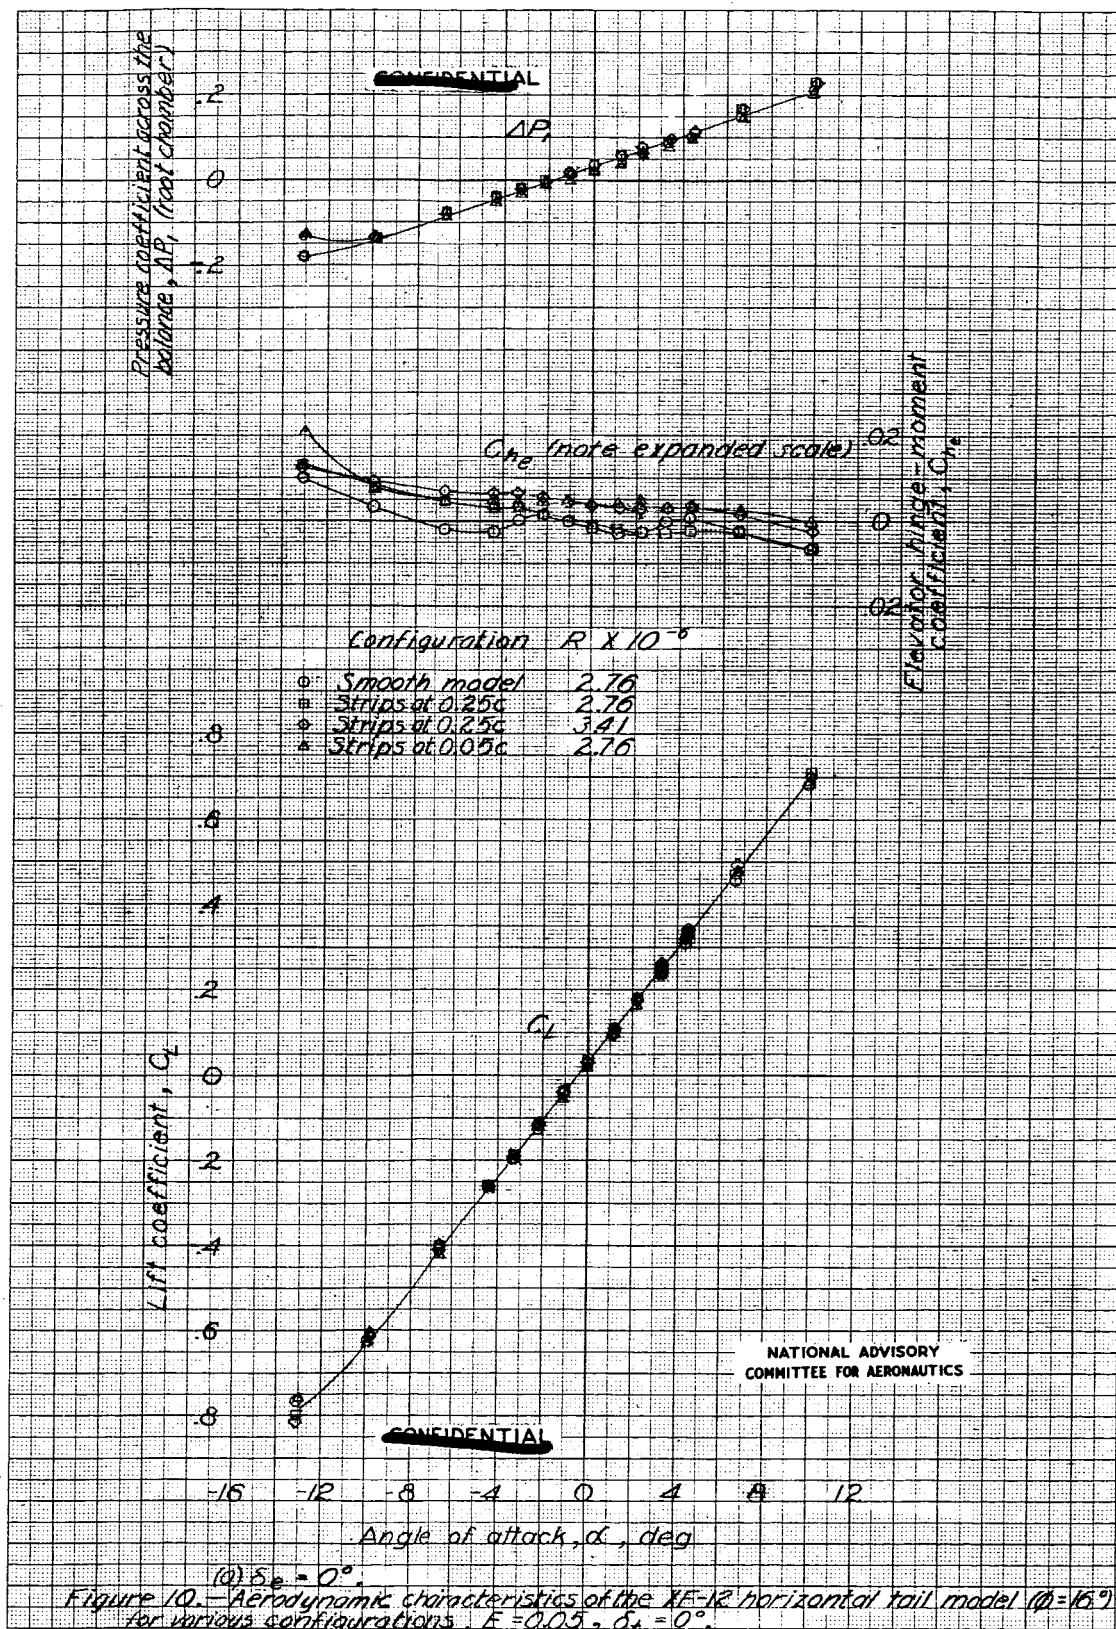 CONFIDENTIAL
Pressure coefficient across the
balance, ΔP, (root chamber)
.2
0
-.2
ΔP,
Che (note expanded scale)
.02
0
.02
Elevator hinge-moment
coefficient, Che
Configuration R X 10⁻⁶
Smooth model 2.76
Strips at 0.25c 2.76
Strips at 0.25c 3.41
Strips at 0.05c 2.76
.8
.6
.4
.2
0
.2
.4
.6
.8
Lift coefficient, CL
CL
NATIONAL ADVISORY
COMMITTEE FOR AERONAUTICS
CONFIDENTIAL
-16 -12 -8 -4 0 4 8 12
Angle of attack, α, deg
(a) δe = 0°.
Figure 10.—Aerodynamic characteristics of the XF-12 horizontal tail model (φ=16°)
for various configurations. E = 0.05, δt = 0°.